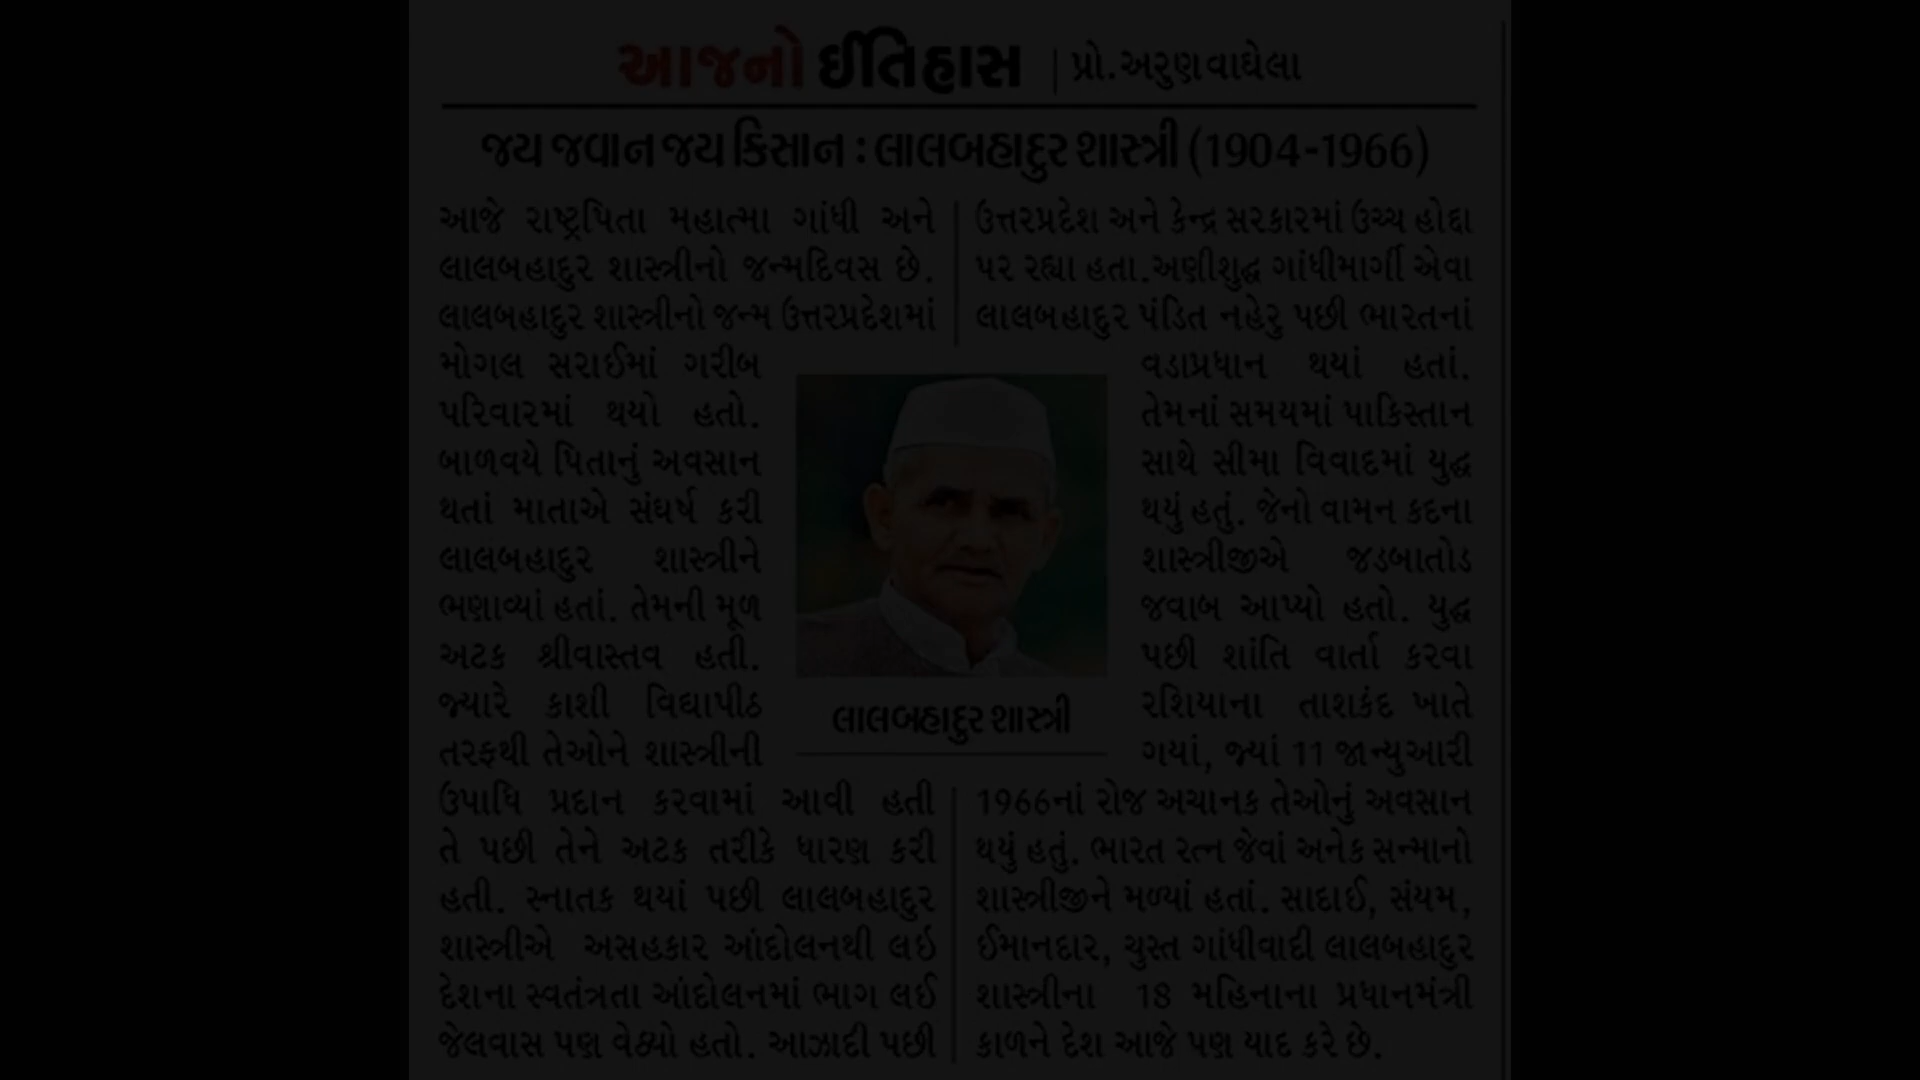 આજનો ઈતિહાસ | પ્રો.અરુણ વાઘેલા
જય જવાન જય કિસાન : લાલબહાદુર શાસ્ત્રી (1904-1966)
આજે રાષ્ટ્રપિતા મહાત્મા ગાંધી અને
લાલબહાદુર શાસ્ત્રીનો જન્મદિવસ છે.
લાલબહાદુર શાસ્ત્રીનો જન્મ ઉત્તરપ્રદેશમાં
મોગલ સરાઈમાં ગરીબ
પરિવારમાં થયો હતો.
બાળવયે પિતાનું અવસાન
થતાં માતાએ સંઘર્ષ કરી
લાલબહાદુર શાસ્ત્રીને
ભણાવ્યાં હતાં. તેમની મૂળ
અટક શ્રીવાસ્તવ હતી.
જ્યારે કાશી વિદ્યાપીઠ
તરફથી તેઓને શાસ્ત્રીની
ઉપાધિ પ્રદાન કરવામાં આવી હતી
તે પછી તેને અટક તરીકે ધારણ કરી
હતી. સ્નાતક થયાં પછી લાલબહાદુર
શાસ્ત્રીએ અસહકાર આંદોલનથી લઇ
દેશના સ્વતંત્રતા આંદોલનમાં ભાગ લઈ
જેલવાસ પણ વેઠ્યો હતો. આઝાદી પછી
લાલબહાદુર શાસ્ત્રી
ઉત્તરપ્રદેશ અને કેન્દ્ર સરકારમાં ઉચ્ચ હોદ્દા
પર રહ્યા હતા.અણીશુદ્ધ ગાંધીમાર્ગી એવા
લાલબહાદુર પંડિત નહેરુ પછી ભારતનાં
વડાપ્રધાન થયાં હતાં.
તેમનાં સમયમાં પાકિસ્તાન
સાથે સીમા વિવાદમાં યુદ્ધ
થયું હતું. જેનો વામન કદના
શાસ્ત્રીજીએ જડબાતોડ
જવાબ આપ્યો હતો. યુદ્ધ
પછી શાંતિ વાર્તા કરવા
રશિયાના તાશકંદ ખાતે
ગયાં, જ્યાં 11 જાન્યુઆરી
1966નાં રોજ અચાનક તેઓનું અવસાન
થયું હતું. ભારત રત્ન જેવાં અનેક સન્માનો
શાસ્ત્રીજીને મળ્યાં હતાં. સાદાઈ, સંયમ,
ઈમાનદાર, ચુસ્ત ગાંધીવાદી લાલબહાદુર
શાસ્ત્રીના 18 મહિનાના પ્રધાનમંત્રી
કાળને દેશ આજે પણ યાદ કરે છે.